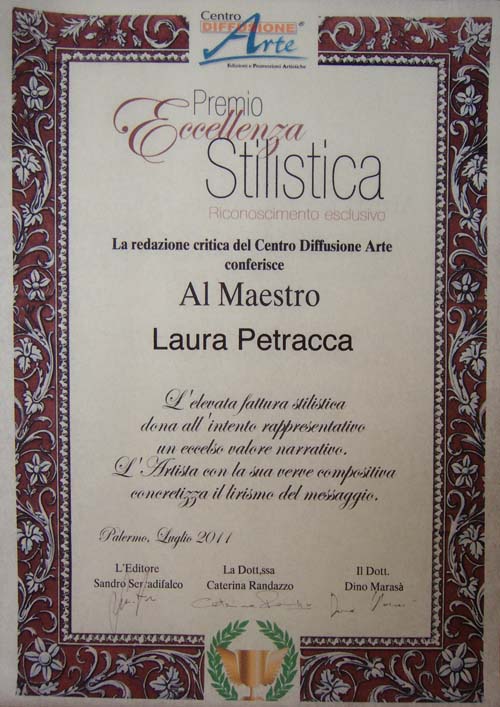 Centro
DIFFUSIONE
Arte®
Edizioni e Promozioni Artistiche
Premio
Eccellenza
Stilistica
Riconoscimento esclusivo
La redazione critica del Centro Diffusione Arte
conferisce
Al Maestro
Laura Petracca
L'elevata fattura stilistica
dona all'intento rappresentativo
un eccelso valore narrativo.
L'Artista con la sua verve compositiva
concretizza il lirismo del messaggio.
Palermo, Luglio 2011
L'Editore La Dott,ssa Il Dott.
Sandro Serradifalco Caterina Randazzo Dino Marasà